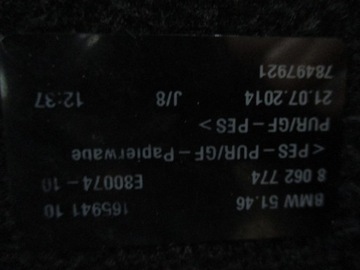 BMW 51.46 165941 10
8 062 774 E80074-10
<PES-PUR/GF-Papierwabe
PUR/GF-PES>
21.07.2014 J/8 12:37
78497921